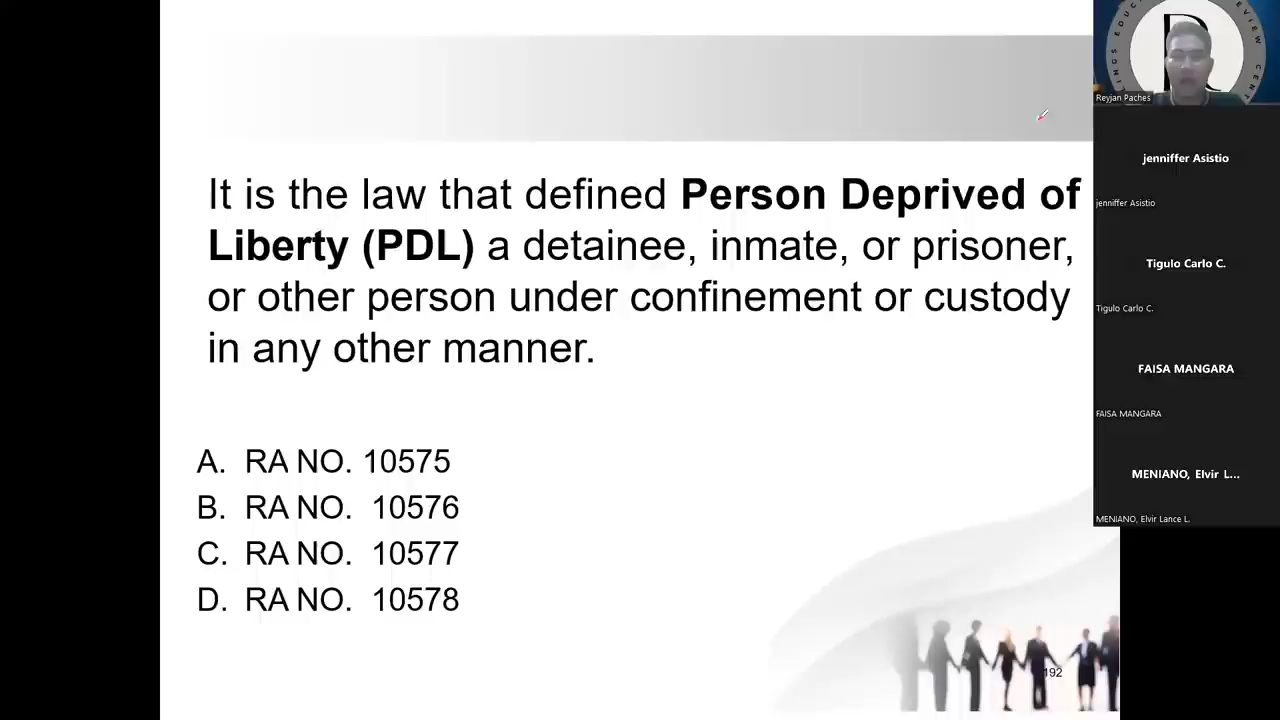 It is the law that defined Person Deprived of
Liberty (PDL) a detainee, inmate, or prisoner,
or other person under confinement or custody
in any other manner.
A. RA NO. 10575
B. RA NO. 10576
C. RA NO. 10577
D. RA NO. 10578
192
Reyjan Paches
jenniffer Asistio
jenniffer Asistio
Tigulo Carlo C.
Tigulo Carlo C.
FAISA MANGARA
FAISA MANGARA
MENIANO, Elvir L...
MENIANO, Elvir Lance L.